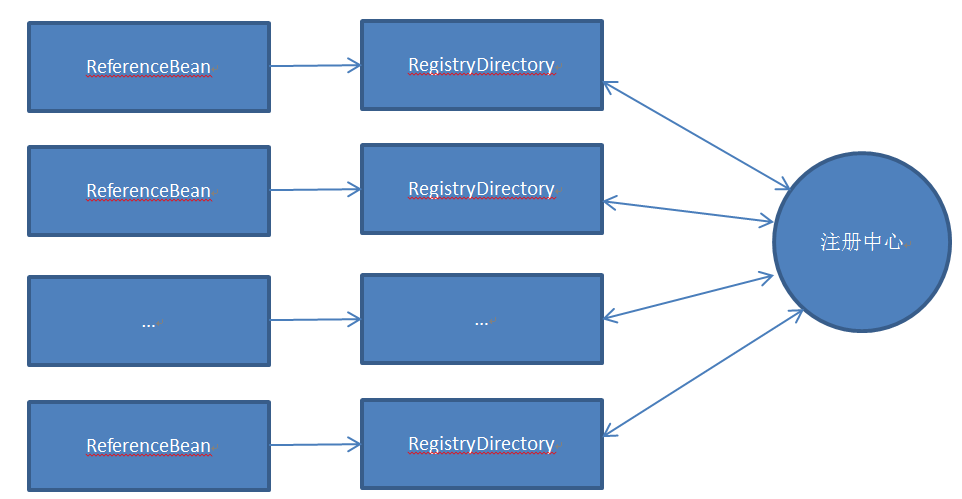 ReferenceBean
RegistryDirectory
ReferenceBean
RegistryDirectory
注册中心
...
...
ReferenceBean
RegistryDirectory